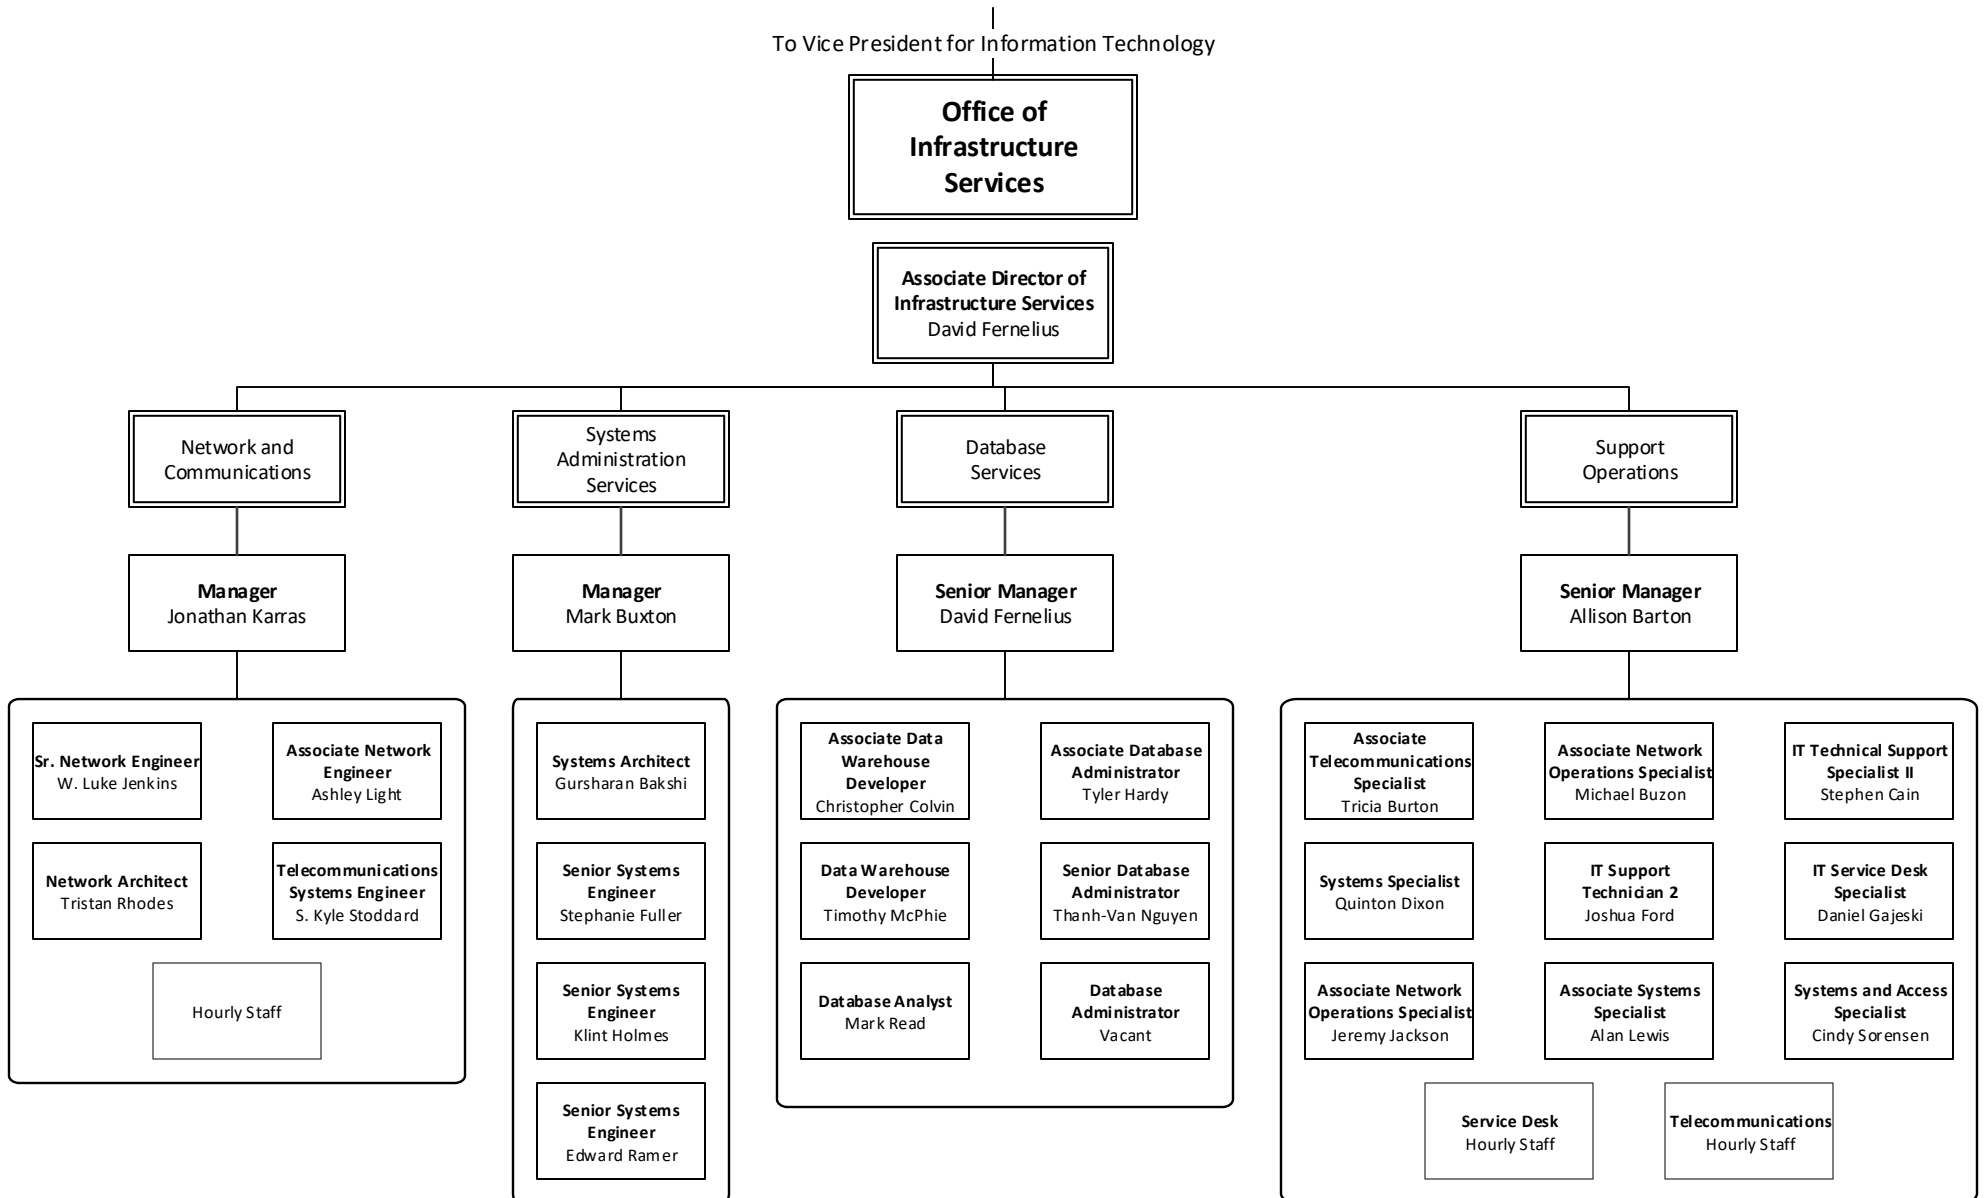 To Vice President for Information Technology
Office of
Infrastructure
Services
Associate Director of
Infrastructure Services
David Fernelius
Network and
Communications
Systems
Administration
Services
Database
Services
Support
Operations
Manager
Jonathan Karras
Manager
Mark Buxton
Senior Manager
David Fernelius
Senior Manager
Allison Barton
Sr. Network Engineer
W. Luke Jenkins
Associate Network
Engineer
Ashley Light
Network Architect
Tristan Rhodes
Telecommunications
Systems Engineer
S. Kyle Stoddard
Hourly Staff
Systems Architect
Gursharan Bakshi
Senior Systems
Engineer
Stephanie Fuller
Senior Systems
Engineer
Klint Holmes
Senior Systems
Engineer
Edward Ramer
Associate Data
Warehouse
Developer
Christopher Colvin
Associate Database
Administrator
Tyler Hardy
Data Warehouse
Developer
Timothy McPhie
Senior Database
Administrator
Thanh-Van Nguyen
Database Analyst
Mark Read
Database
Administrator
Vacant
Associate
Telecommunications
Specialist
Tricia Burton
Associate Network
Operations Specialist
Michael Buzon
IT Technical Support
Specialist II
Stephen Cain
Systems Specialist
Quinton Dixon
IT Support
Technician 2
Joshua Ford
IT Service Desk
Specialist
Daniel Gajeski
Associate Network
Operations Specialist
Jeremy Jackson
Associate Systems
Specialist
Alan Lewis
Systems and Access
Specialist
Cindy Sorensen
Service Desk
Hourly Staff
Telecommunications
Hourly Staff